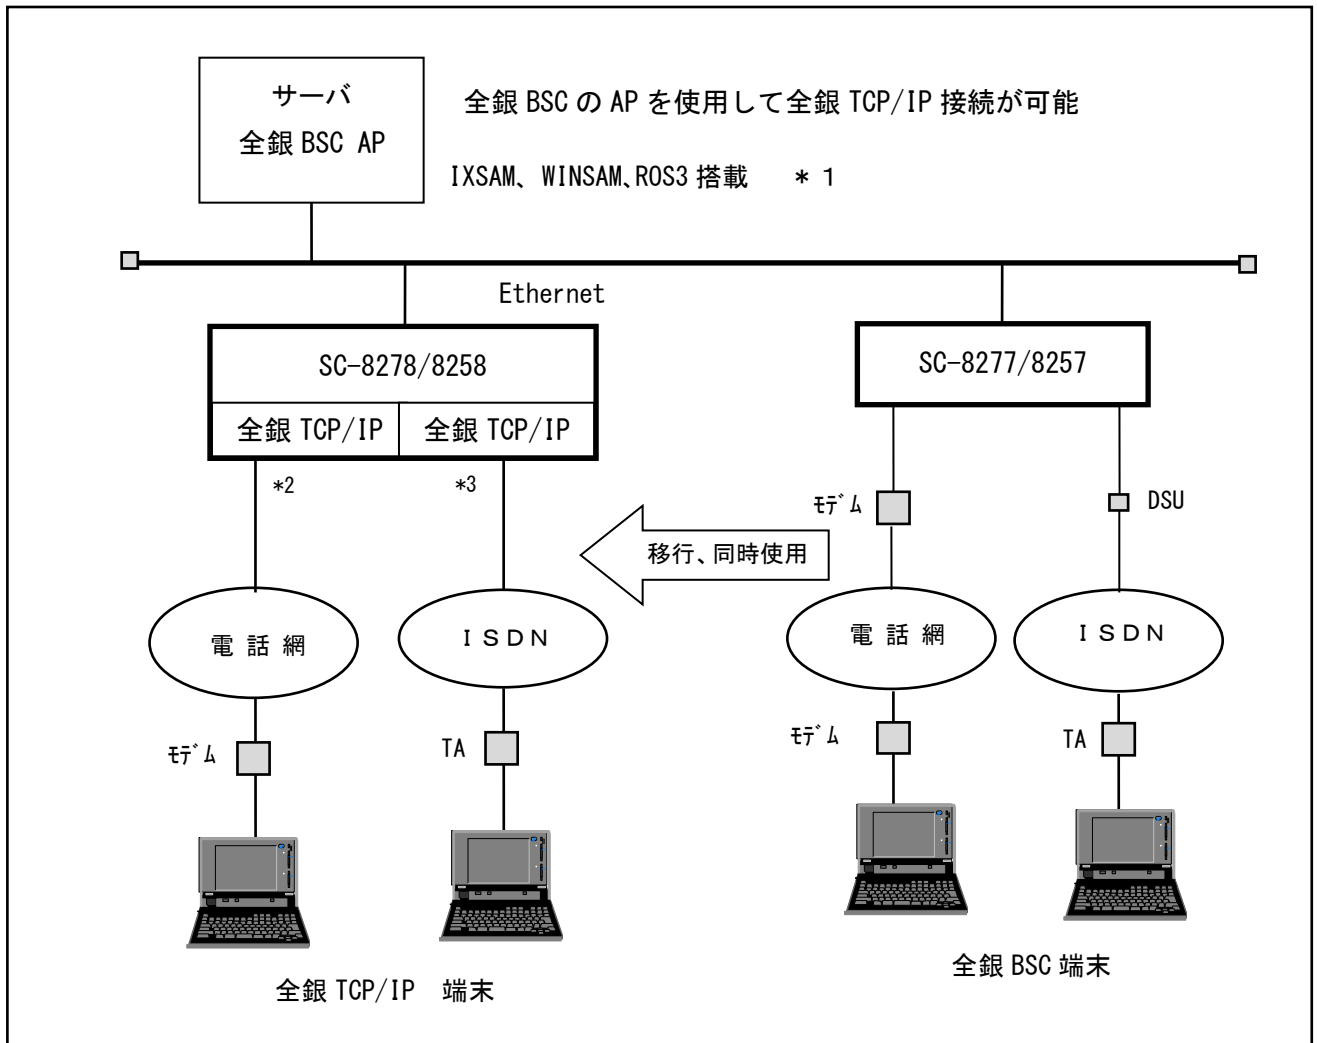 サーバ
全銀 BSC AP
全銀 BSC の AP を使用して全銀 TCP/IP 接続が可能
IXSAM、WINSAM、ROS3 搭載 *1
Ethernet
SC-8278/8258
全銀 TCP/IP 全銀 TCP/IP
*2 *3
SC-8277/8257
ﾓﾃﾞﾑ
DSU
移行、同時使用
電話網
ISDN
電話網
ISDN
ﾓﾃﾞﾑ
TA
ﾓﾃﾞﾑ
TA
全銀 TCP/IP 端末
全銀 BSC 端末